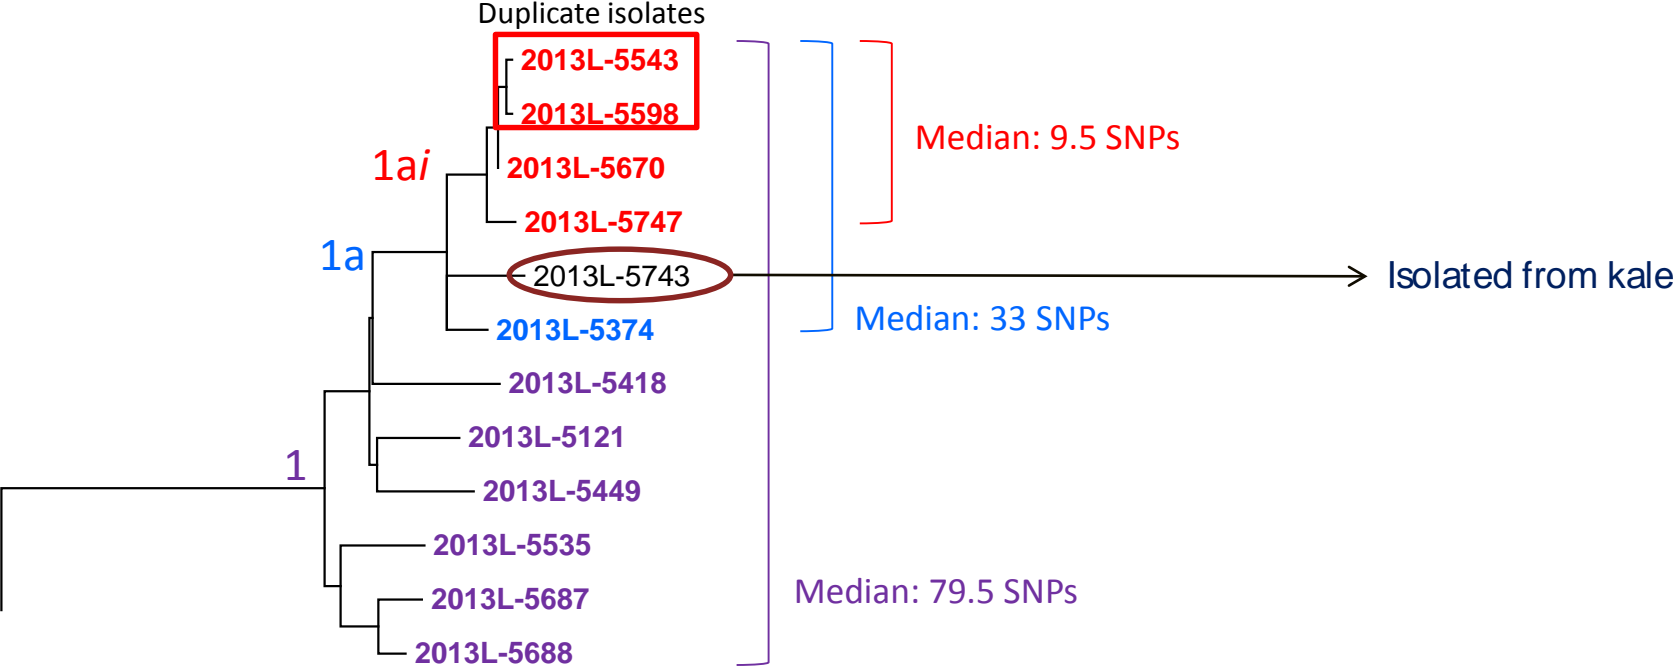 Duplicate isolates
2013L-5543
2013L-5598
Median: 9.5 SNPs
1ai
2013L-5670
2013L-5747
1a
2013L-5743
Isolated from kale
2013L-5374
Median: 33 SNPs
2013L-5418
2013L-5121
1
2013L-5449
2013L-5535
2013L-5687
Median: 79.5 SNPs
2013L-5688